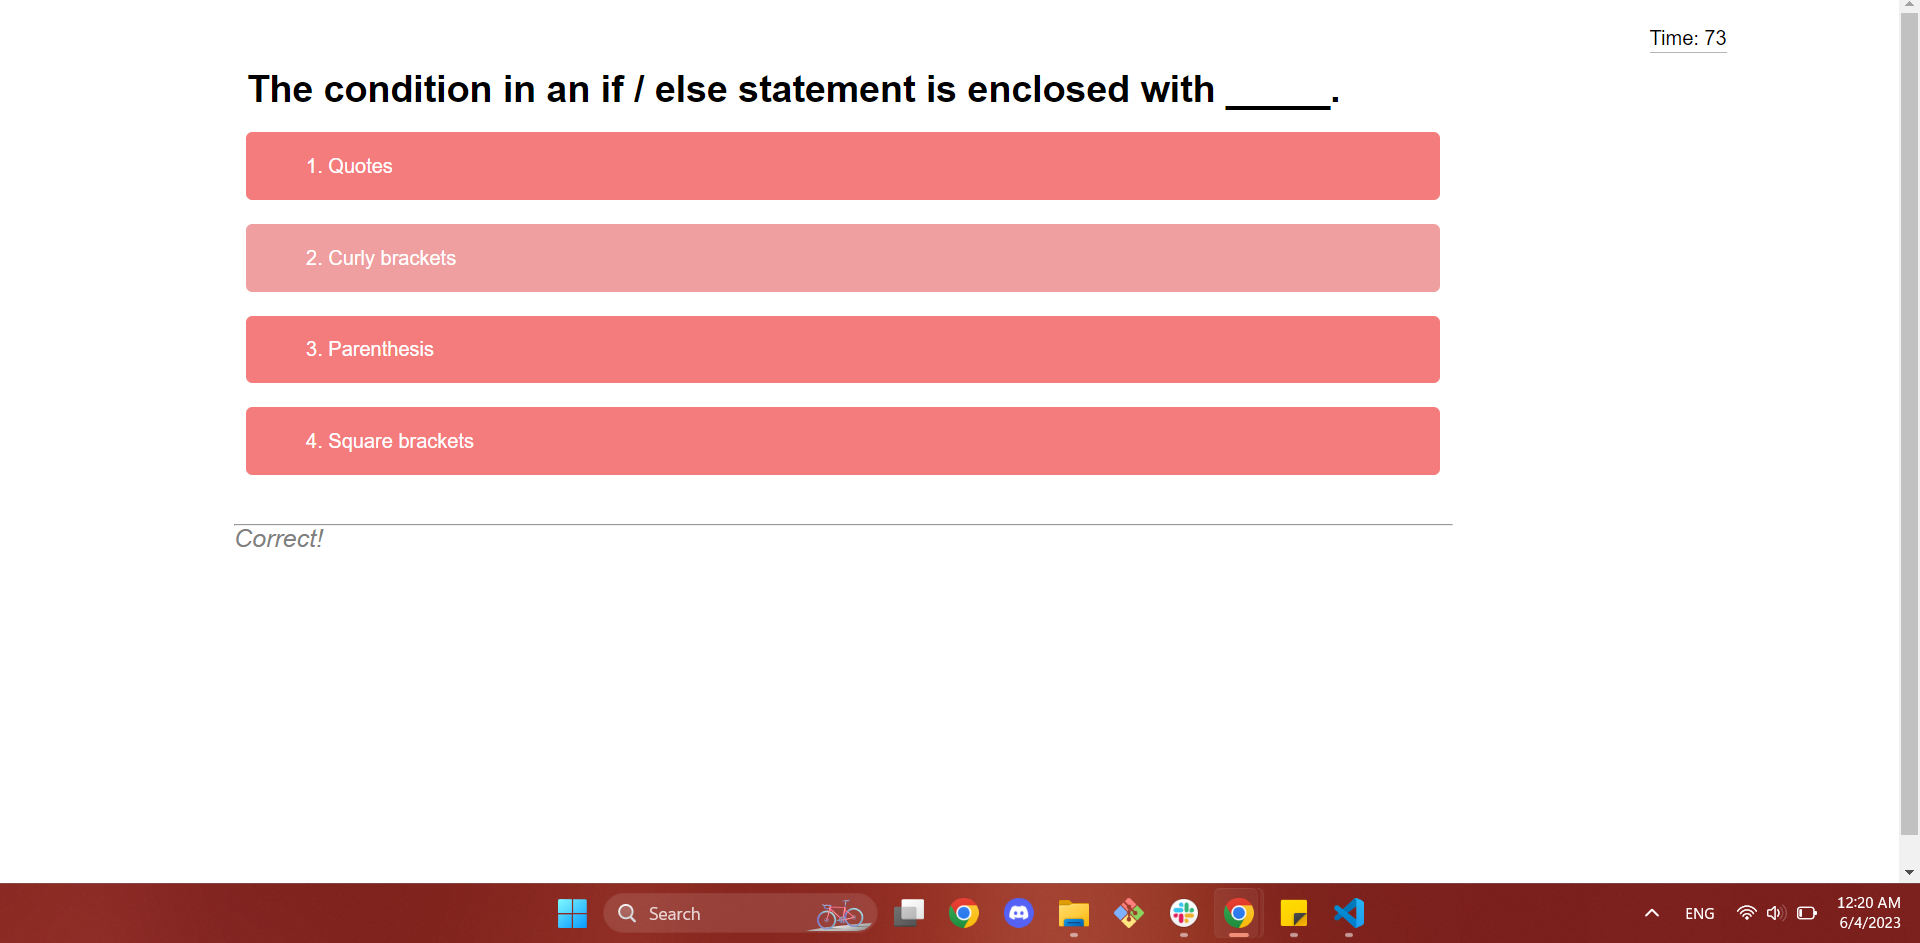 Time: 73
The condition in an if / else statement is enclosed with _____.
1. Quotes
2. Curly brackets
3. Parenthesis
4. Square brackets
Correct!
Search
ENG
12:20 AM
6/4/2023